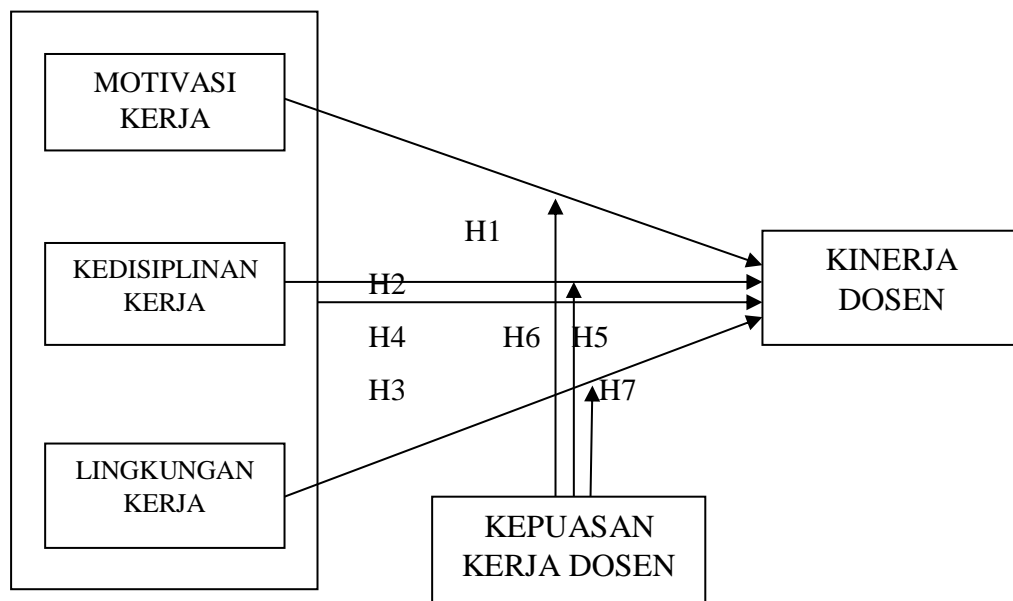 MOTIVASI
KERJA
H1
KEDISIPLINAN
KERJA
H2
KINERJA
DOSEN
H4
H6
H5
H3
H7
LINGKUNGAN
KERJA
KEPUASAN
KERJA DOSEN